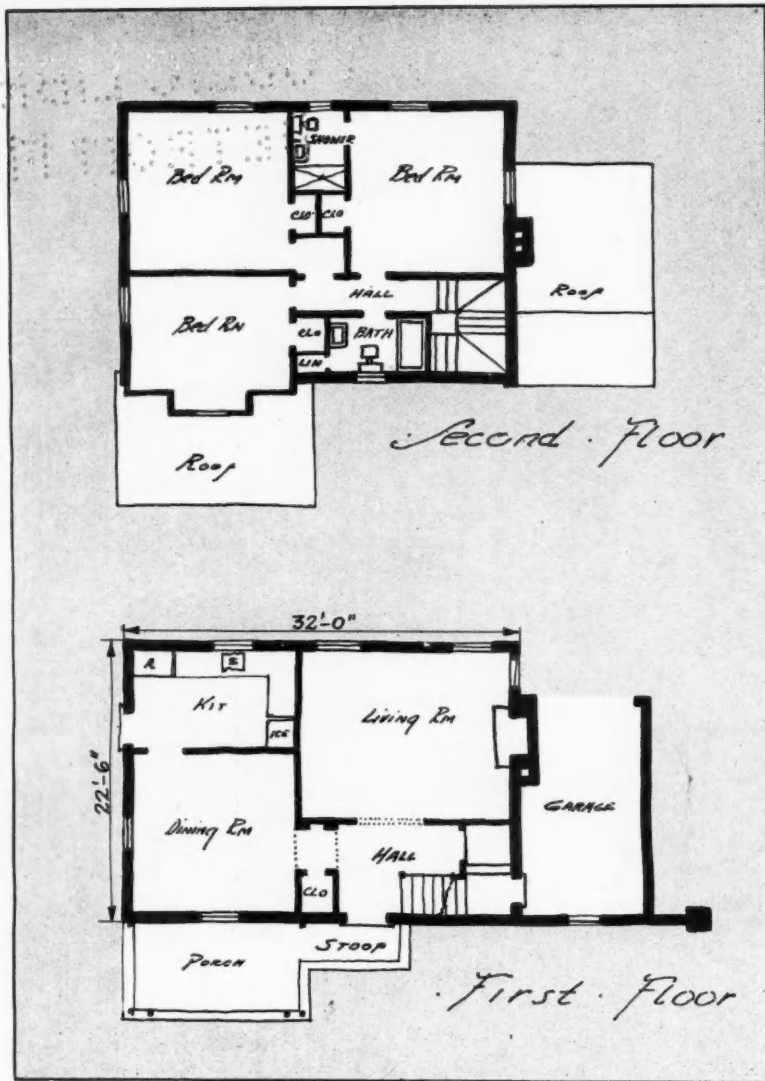 SHOWER
Bed Rm
Bed Rm
CLO
CLO
HALL
Roof
Bed Rm
CLO
BATH
LIN
Second . Floor
Roof
32'-0"
R
S
KIT
Living Rm
ICE
22'-6"
GARAGE
Dining Rm
HALL
CLO
STOOP
PORCH
First . Floor